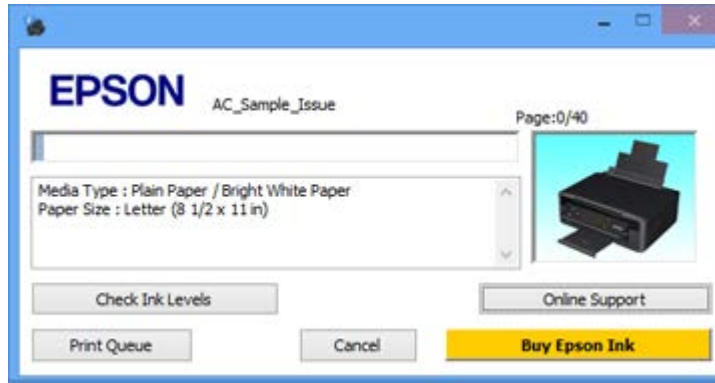 EPSON
AC_Sample_Issue
Page:0/40
Media Type : Plain Paper / Bright White Paper
Paper Size : Letter (8 1/2 x 11 in)
Check Ink Levels
Online Support
Print Queue
Cancel
Buy Epson Ink